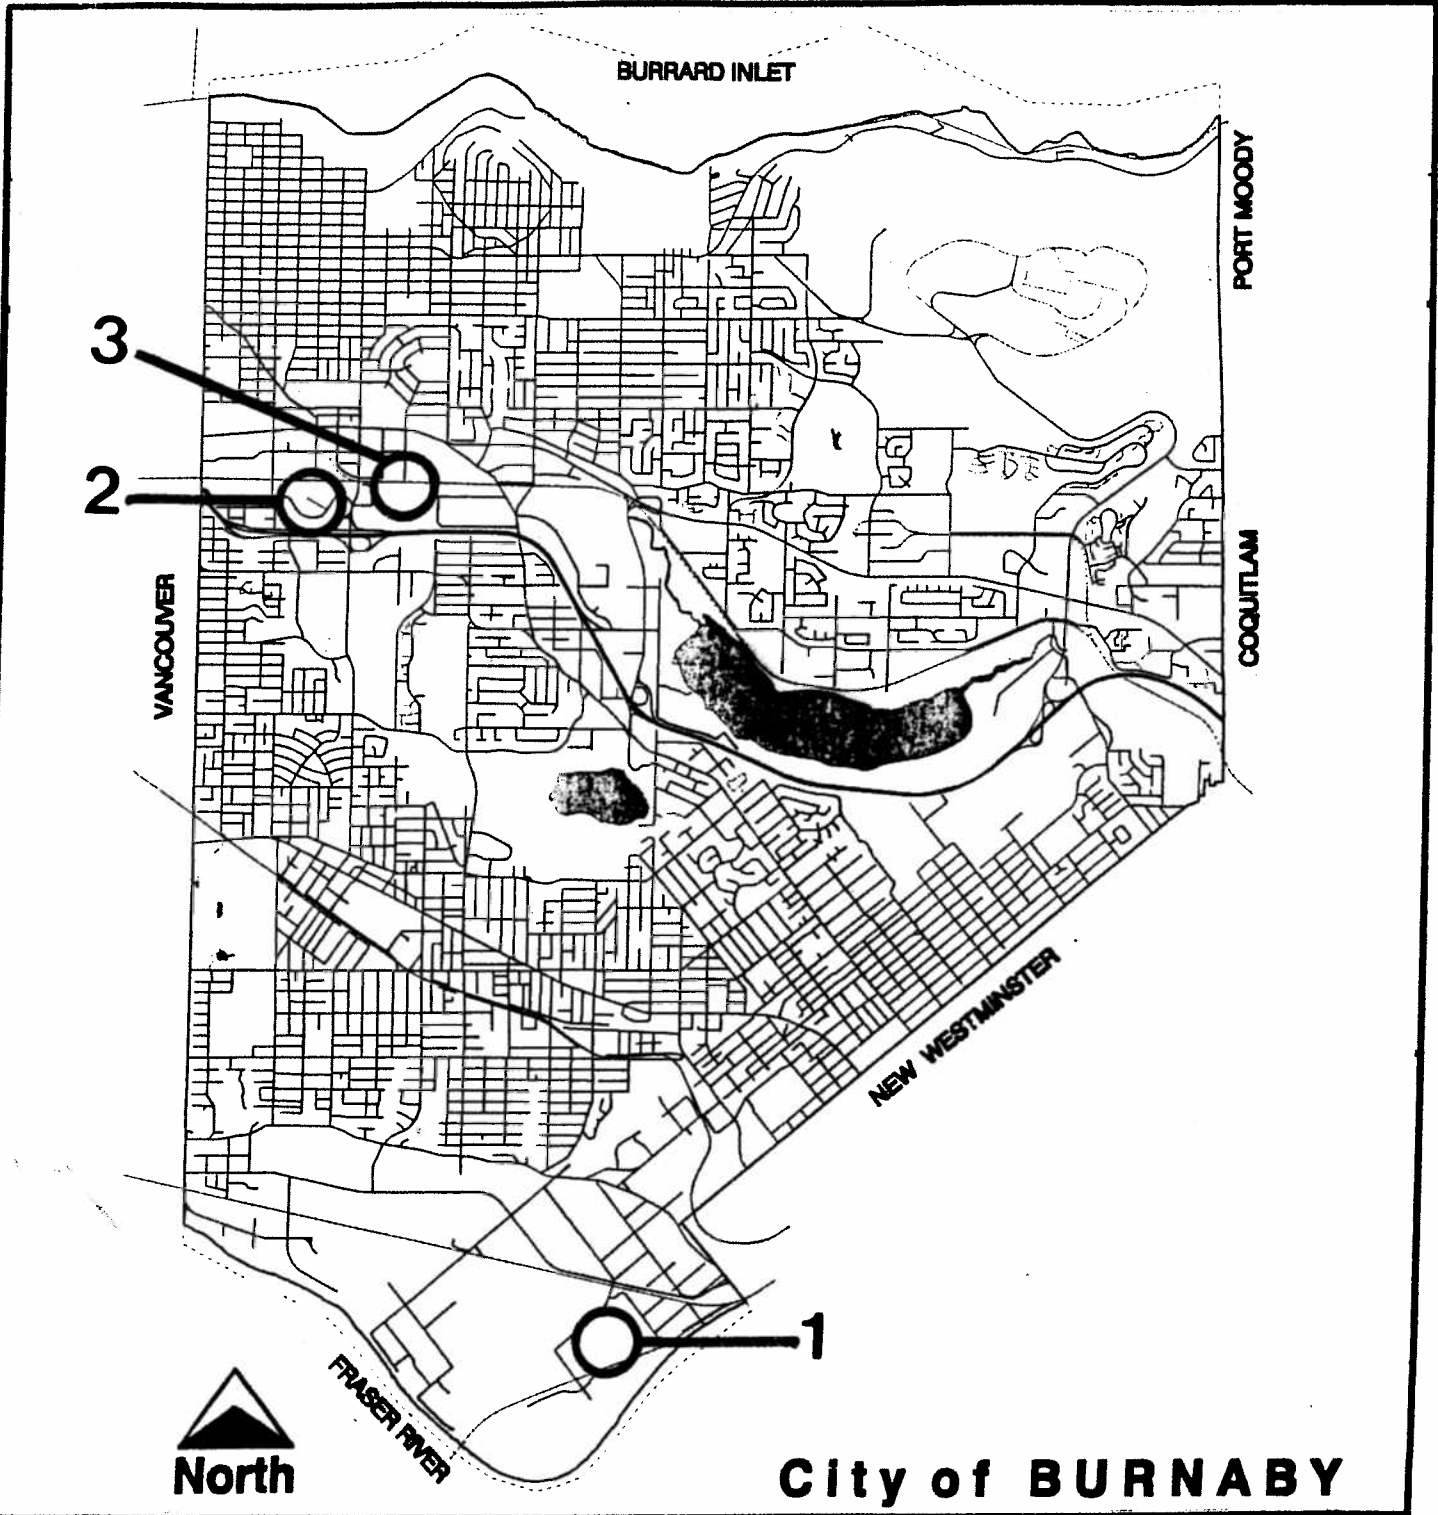 BURRARD INLET
PORT MOODY
3
2
VANCOUVER
COQUITLAM
NEW WESTMINSTER
1
FRASER RIVER
North
City of BURNABY